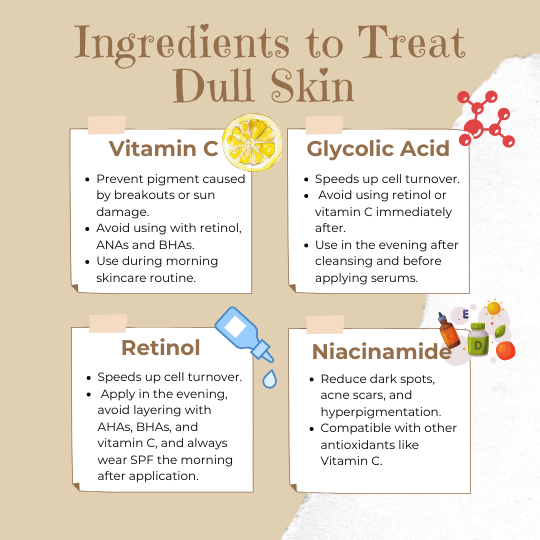 Ingredients to Treat
Dull Skin
Vitamin C
Prevent pigment caused
by breakouts or sun
damage.
Avoid using with retinol,
ANAs and BHAs.
Use during morning
skincare routine.
Glycolic Acid
Speeds up cell turnover.
Avoid using retinol or
vitamin C immediately
after.
Use in the evening after
cleansing and before
applying serums.
Retinol
Speeds up cell turnover.
Apply in the evening,
avoid layering with
AHAs, BHAs, and
vitamin C, and always
wear SPF the morning
after application.
Niacinamide
E
D
Reduce dark spots,
acne scars, and
hyperpigmentation.
Compatible with other
antioxidants like
Vitamin C.